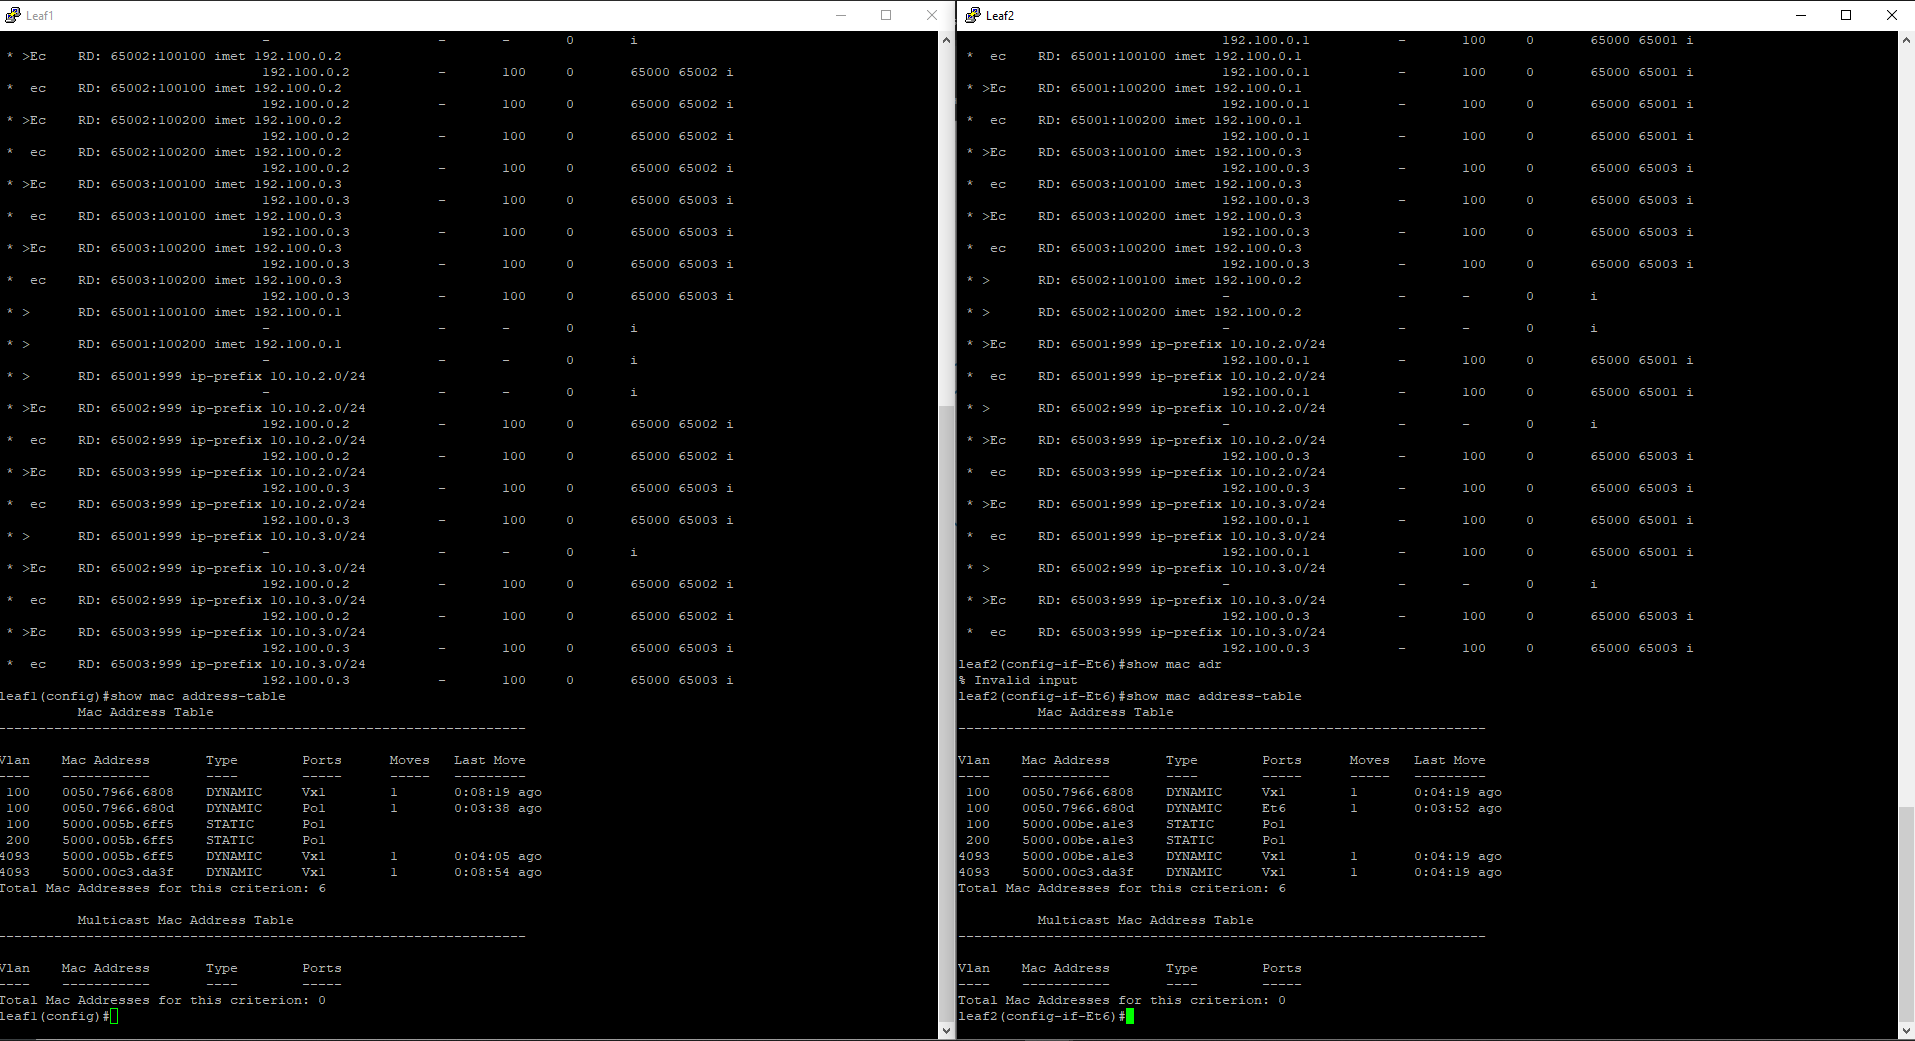 Leaf1
- - - 0 i
* >Ec RD: 65002:100100 imet 192.100.0.2
192.100.0.2 - 100 0 65000 65002 i
* ec RD: 65002:100100 imet 192.100.0.2
192.100.0.2 - 100 0 65000 65002 i
* >Ec RD: 65002:100200 imet 192.100.0.2
192.100.0.2 - 100 0 65000 65002 i
* ec RD: 65002:100200 imet 192.100.0.2
192.100.0.2 - 100 0 65000 65002 i
* >Ec RD: 65003:100100 imet 192.100.0.3
192.100.0.3 - 100 0 65000 65003 i
* ec RD: 65003:100100 imet 192.100.0.3
192.100.0.3 - 100 0 65000 65003 i
* >Ec RD: 65003:100200 imet 192.100.0.3
192.100.0.3 - 100 0 65000 65003 i
* ec RD: 65003:100200 imet 192.100.0.3
192.100.0.3 - 100 0 65000 65003 i
* > RD: 65001:100100 imet 192.100.0.1
- - - 0 i
* > RD: 65001:100200 imet 192.100.0.1
- - - 0 i
* > RD: 65001:999 ip-prefix 10.10.2.0/24
- - - 0 i
* >Ec RD: 65002:999 ip-prefix 10.10.2.0/24
192.100.0.2 - 100 0 65000 65002 i
* ec RD: 65002:999 ip-prefix 10.10.2.0/24
192.100.0.2 - 100 0 65000 65002 i
* >Ec RD: 65003:999 ip-prefix 10.10.2.0/24
192.100.0.3 - 100 0 65000 65003 i
* ec RD: 65003:999 ip-prefix 10.10.2.0/24
192.100.0.3 - 100 0 65000 65003 i
* > RD: 65001:999 ip-prefix 10.10.3.0/24
- - - 0 i
* >Ec RD: 65002:999 ip-prefix 10.10.3.0/24
192.100.0.2 - 100 0 65000 65002 i
* ec RD: 65002:999 ip-prefix 10.10.3.0/24
192.100.0.2 - 100 0 65000 65002 i
* >Ec RD: 65003:999 ip-prefix 10.10.3.0/24
192.100.0.3 - 100 0 65000 65003 i
* ec RD: 65003:999 ip-prefix 10.10.3.0/24
192.100.0.3 - 100 0 65000 65003 i
leaf1(config)#show mac address-table
Mac Address Table
------------------------------------------------------------------
Vlan Mac Address Type Ports Moves Last Move
---- ----------- ---- ----- ----- ---------
100 0050.7966.6808 DYNAMIC Vx1 1 0:08:19 ago
100 0050.7966.680d DYNAMIC Po1 1 0:03:38 ago
100 5000.005b.6ff5 STATIC Po1
200 5000.005b.6ff5 STATIC Po1
4093 5000.005b.6ff5 DYNAMIC Vx1 1 0:04:05 ago
4093 5000.00c3.da3f DYNAMIC Vx1 1 0:08:54 ago
Total Mac Addresses for this criterion: 6
Multicast Mac Address Table
------------------------------------------------------------------
Vlan Mac Address Type Ports
---- ----------- ---- -----
Total Mac Addresses for this criterion: 0
leaf1(config)#
Leaf2
192.100.0.1 - 100 0 65000 65001 i
* ec RD: 65001:100100 imet 192.100.0.1
192.100.0.1 - 100 0 65000 65001 i
* >Ec RD: 65001:100200 imet 192.100.0.1
192.100.0.1 - 100 0 65000 65001 i
* ec RD: 65001:100200 imet 192.100.0.1
192.100.0.1 - 100 0 65000 65001 i
* >Ec RD: 65003:100100 imet 192.100.0.3
192.100.0.3 - 100 0 65000 65003 i
* ec RD: 65003:100100 imet 192.100.0.3
192.100.0.3 - 100 0 65000 65003 i
* >Ec RD: 65003:100200 imet 192.100.0.3
192.100.0.3 - 100 0 65000 65003 i
* ec RD: 65003:100200 imet 192.100.0.3
192.100.0.3 - 100 0 65000 65003 i
* > RD: 65002:100100 imet 192.100.0.2
- - - 0 i
* > RD: 65002:100200 imet 192.100.0.2
- - - 0 i
* >Ec RD: 65001:999 ip-prefix 10.10.2.0/24
192.100.0.1 - 100 0 65000 65001 i
* ec RD: 65001:999 ip-prefix 10.10.2.0/24
192.100.0.1 - 100 0 65000 65001 i
* > RD: 65002:999 ip-prefix 10.10.2.0/24
- - - 0 i
* >Ec RD: 65003:999 ip-prefix 10.10.2.0/24
192.100.0.3 - 100 0 65000 65003 i
* ec RD: 65003:999 ip-prefix 10.10.2.0/24
192.100.0.3 - 100 0 65000 65003 i
* >Ec RD: 65001:999 ip-prefix 10.10.3.0/24
192.100.0.1 - 100 0 65000 65001 i
* ec RD: 65001:999 ip-prefix 10.10.3.0/24
192.100.0.1 - 100 0 65000 65001 i
* > RD: 65002:999 ip-prefix 10.10.3.0/24
- - - 0 i
* >Ec RD: 65003:999 ip-prefix 10.10.3.0/24
192.100.0.3 - 100 0 65000 65003 i
* ec RD: 65003:999 ip-prefix 10.10.3.0/24
192.100.0.3 - 100 0 65000 65003 i
leaf2(config-if-Et6)#show mac adr
% Invalid input
leaf2(config-if-Et6)#show mac address-table
Mac Address Table
------------------------------------------------------------------
Vlan Mac Address Type Ports Moves Last Move
---- ----------- ---- ----- ----- ---------
100 0050.7966.6808 DYNAMIC Vx1 1 0:04:19 ago
100 0050.7966.680d DYNAMIC Et6 1 0:03:52 ago
100 5000.00be.a1e3 STATIC Po1
200 5000.00be.a1e3 STATIC Po1
4093 5000.00be.a1e3 DYNAMIC Vx1 1 0:04:19 ago
4093 5000.00c3.da3f DYNAMIC Vx1 1 0:04:19 ago
Total Mac Addresses for this criterion: 6
Multicast Mac Address Table
------------------------------------------------------------------
Vlan Mac Address Type Ports
---- ----------- ---- -----
Total Mac Addresses for this criterion: 0
leaf2(config-if-Et6)#